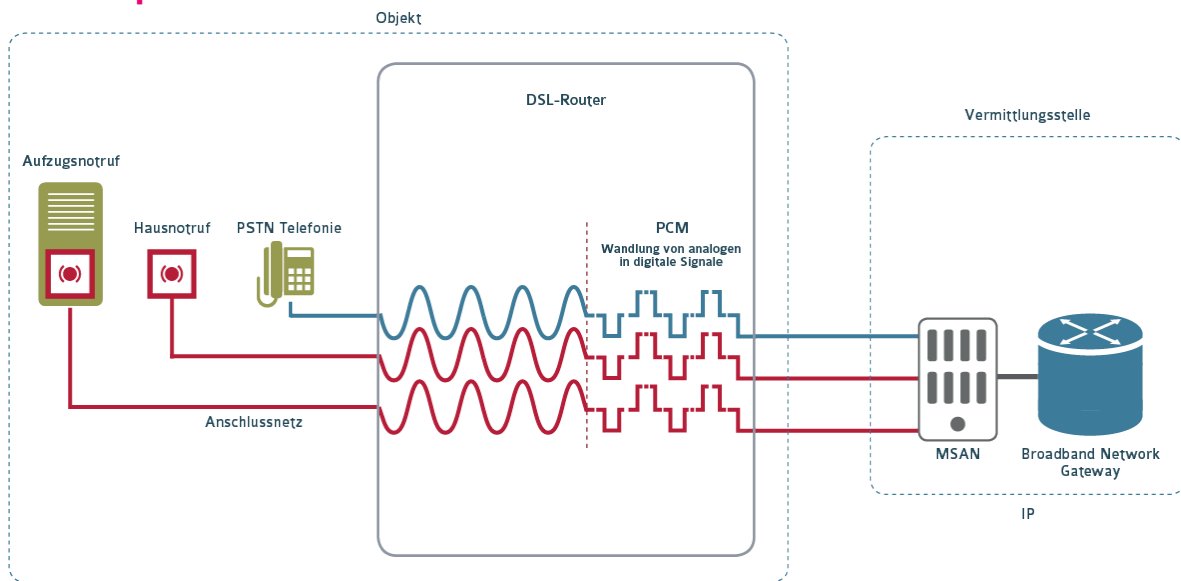 Objekt
DSL-Router
Vermittlungsstelle
Aufzugsnotruf
Hausnotruf
PSTN Telefonie
PCM
Wandlung von analogen
in digitale Signale
Anschlussnetz
MSAN
Broadband Network
Gateway
IP